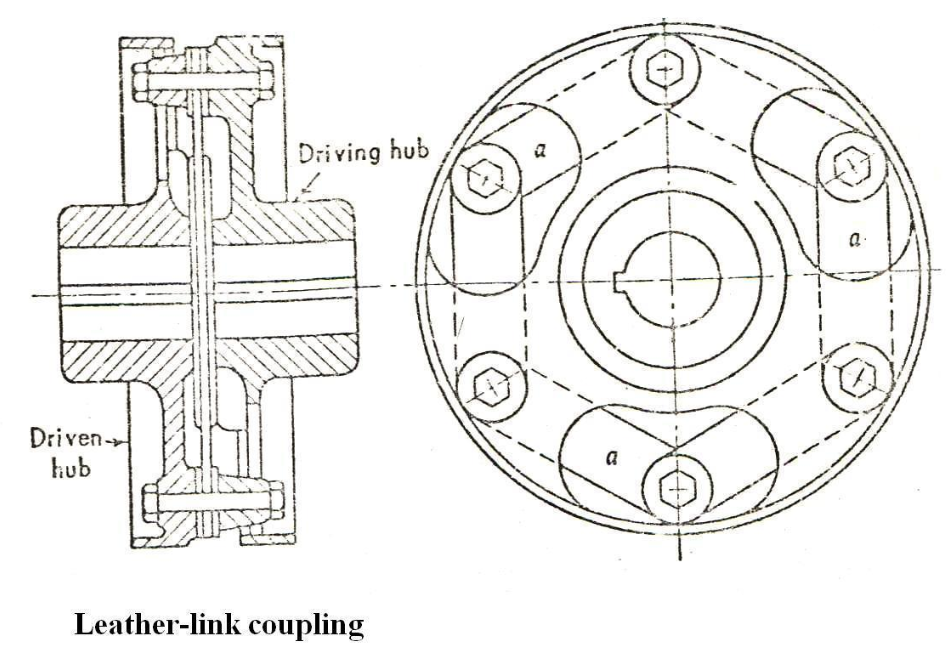 Driving hub
a
a
Driven
hub
a
Leather-link coupling